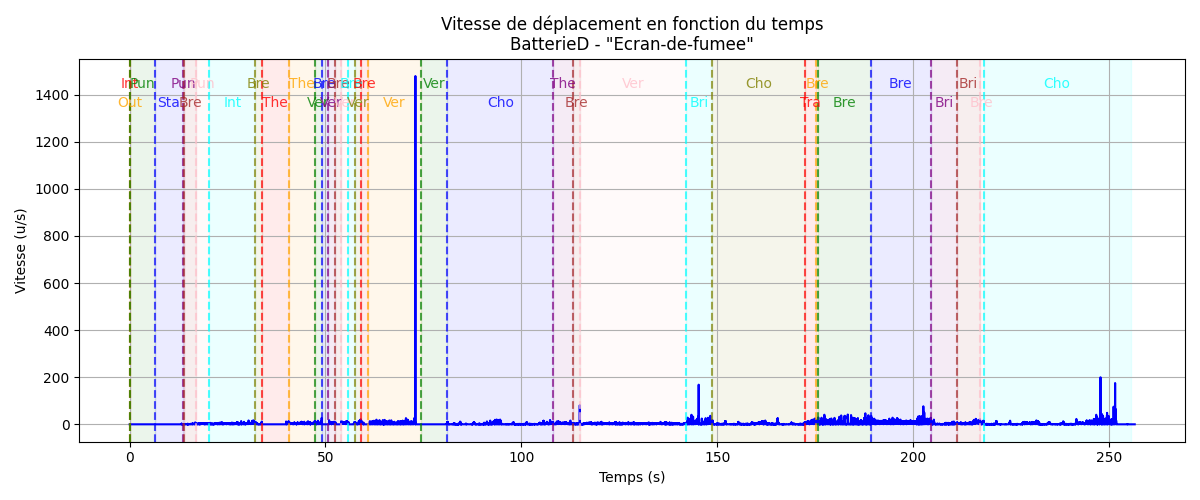 Vitesse de déplacement en fonction du temps
BatterieD - "Ecran-de-fumee"
Pun Pun Bre The Bre Ver The Ver Cho Bre Bre Bri Cho
Out Sta Bre Int The Ver Ver Ver Cho Bre Bri Tra Bre Bri Bre
1400
1200
1000
800
600
400
200
0
Vitesse (u/s)
0 50 100 150 200 250
Temps (s)